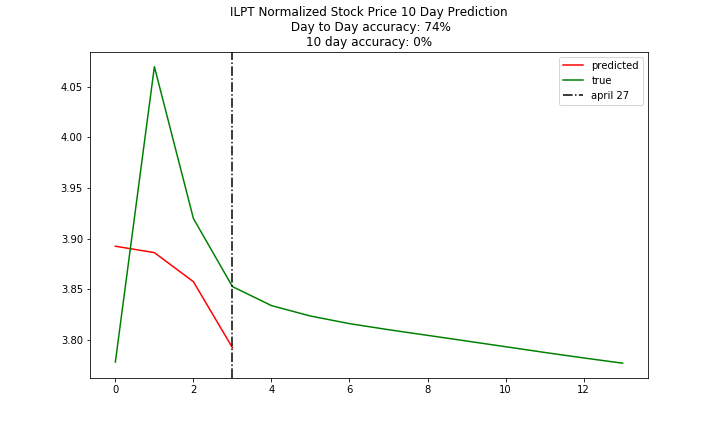 ILPT Normalized Stock Price 10 Day Prediction
Day to Day accuracy: 74%
10 day accuracy: 0%
predicted
true
april 27
4.05
4.00
3.95
3.90
3.85
3.80
0 2 4 6 8 10 12